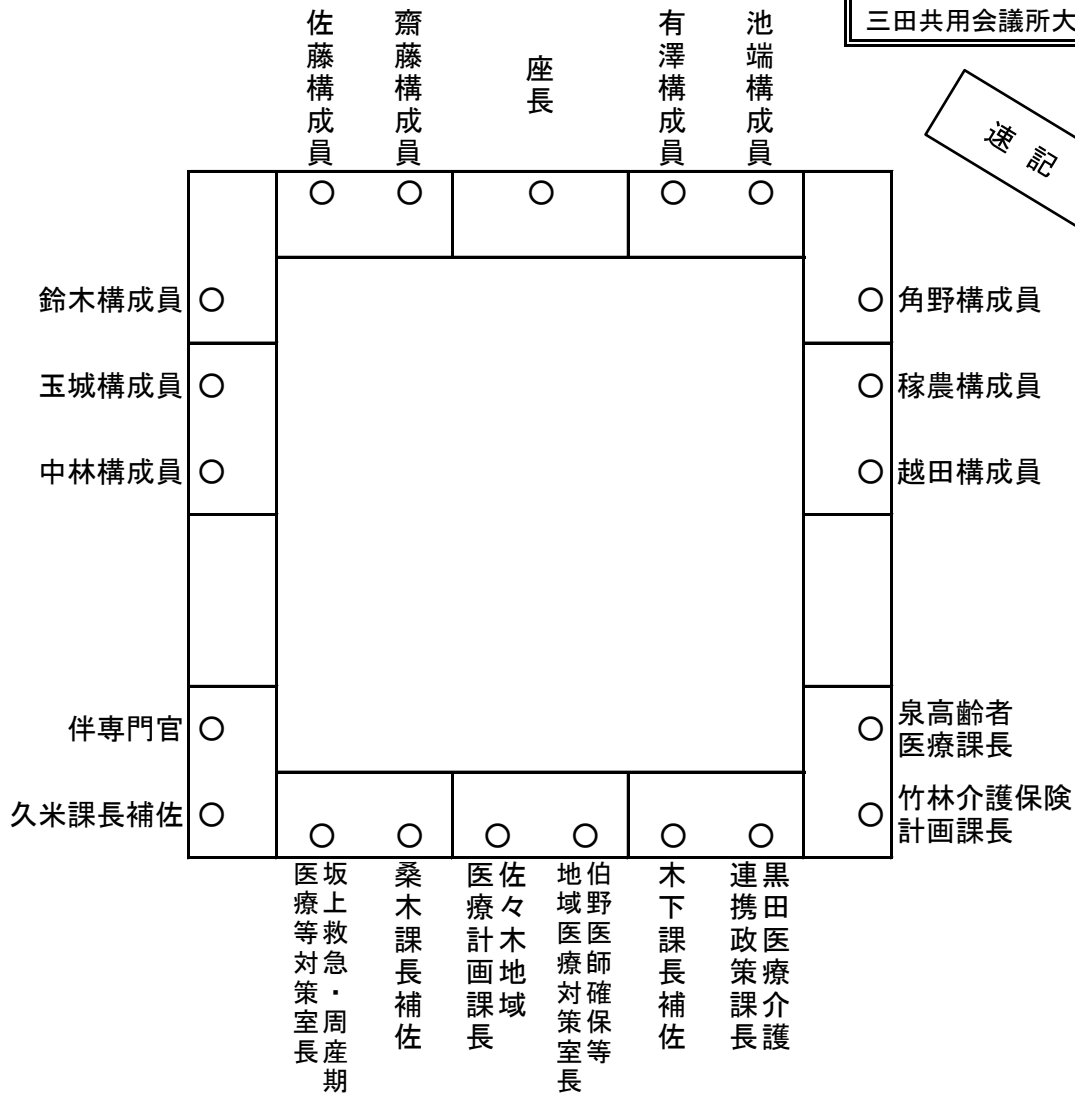 三田共用会議所大
速記
佐藤構成員
齋藤構成員
座長
有澤構成員
池端構成員
鈴木構成員
玉城構成員
中林構成員
伴専門官
久米課長補佐
角野構成員
稼農構成員
越田構成員
泉高齢者
医療課長
竹林介護保険
計画課長
坂上救急・周産期
医療等対策室長
桑木課長補佐
佐々木地域
医療計画課長
伯野医師確保等
地域医療対策室長
木下課長補佐
黒田医療介護
連携政策課長